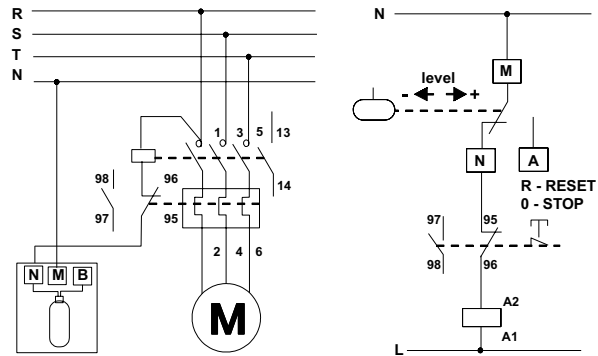 R
S
T
N
1 3 5 13
14
98 96
97 95
2 4 6
N M B
M
N
M
level
- +
N A
R - RESET
0 - STOP
97 95
98 96
A2
A1
L